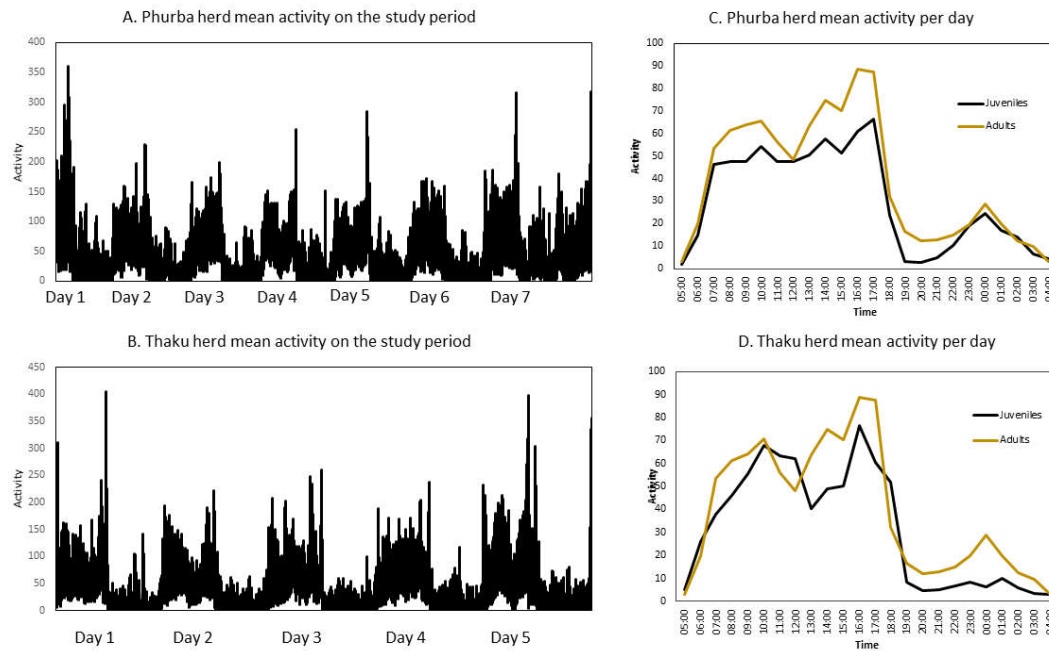 A. Phurba herd mean activity on the study period
400
350
300
250
200
150
100
50
0
Activity
Day 1 Day 2 Day 3 Day 4 Day 5 Day 6 Day 7
C. Phurba herd mean activity per day
100
90
80
70
60
50
40
30
20
10
0
Activity
Juveniles
Adults
05:00 06:00 07:00 08:00 09:00 10:00 11:00 12:00 13:00 14:00 15:00 16:00 17:00 18:00 19:00 20:00 21:00 22:00 23:00 00:00 01:00 02:00 03:00 04:00
Time
B. Thaku herd mean activity on the study period
450
400
350
300
250
200
150
100
50
0
Activity
Day 1 Day 2 Day 3 Day 4 Day 5
D. Thaku herd mean activity per day
100
90
80
70
60
50
40
30
20
10
0
Activity
Juveniles
Adults
05:00 06:00 07:00 08:00 09:00 10:00 11:00 12:00 13:00 14:00 15:00 16:00 17:00 18:00 19:00 20:00 21:00 22:00 23:00 00:00 01:00 02:00 03:00 04:00
Time